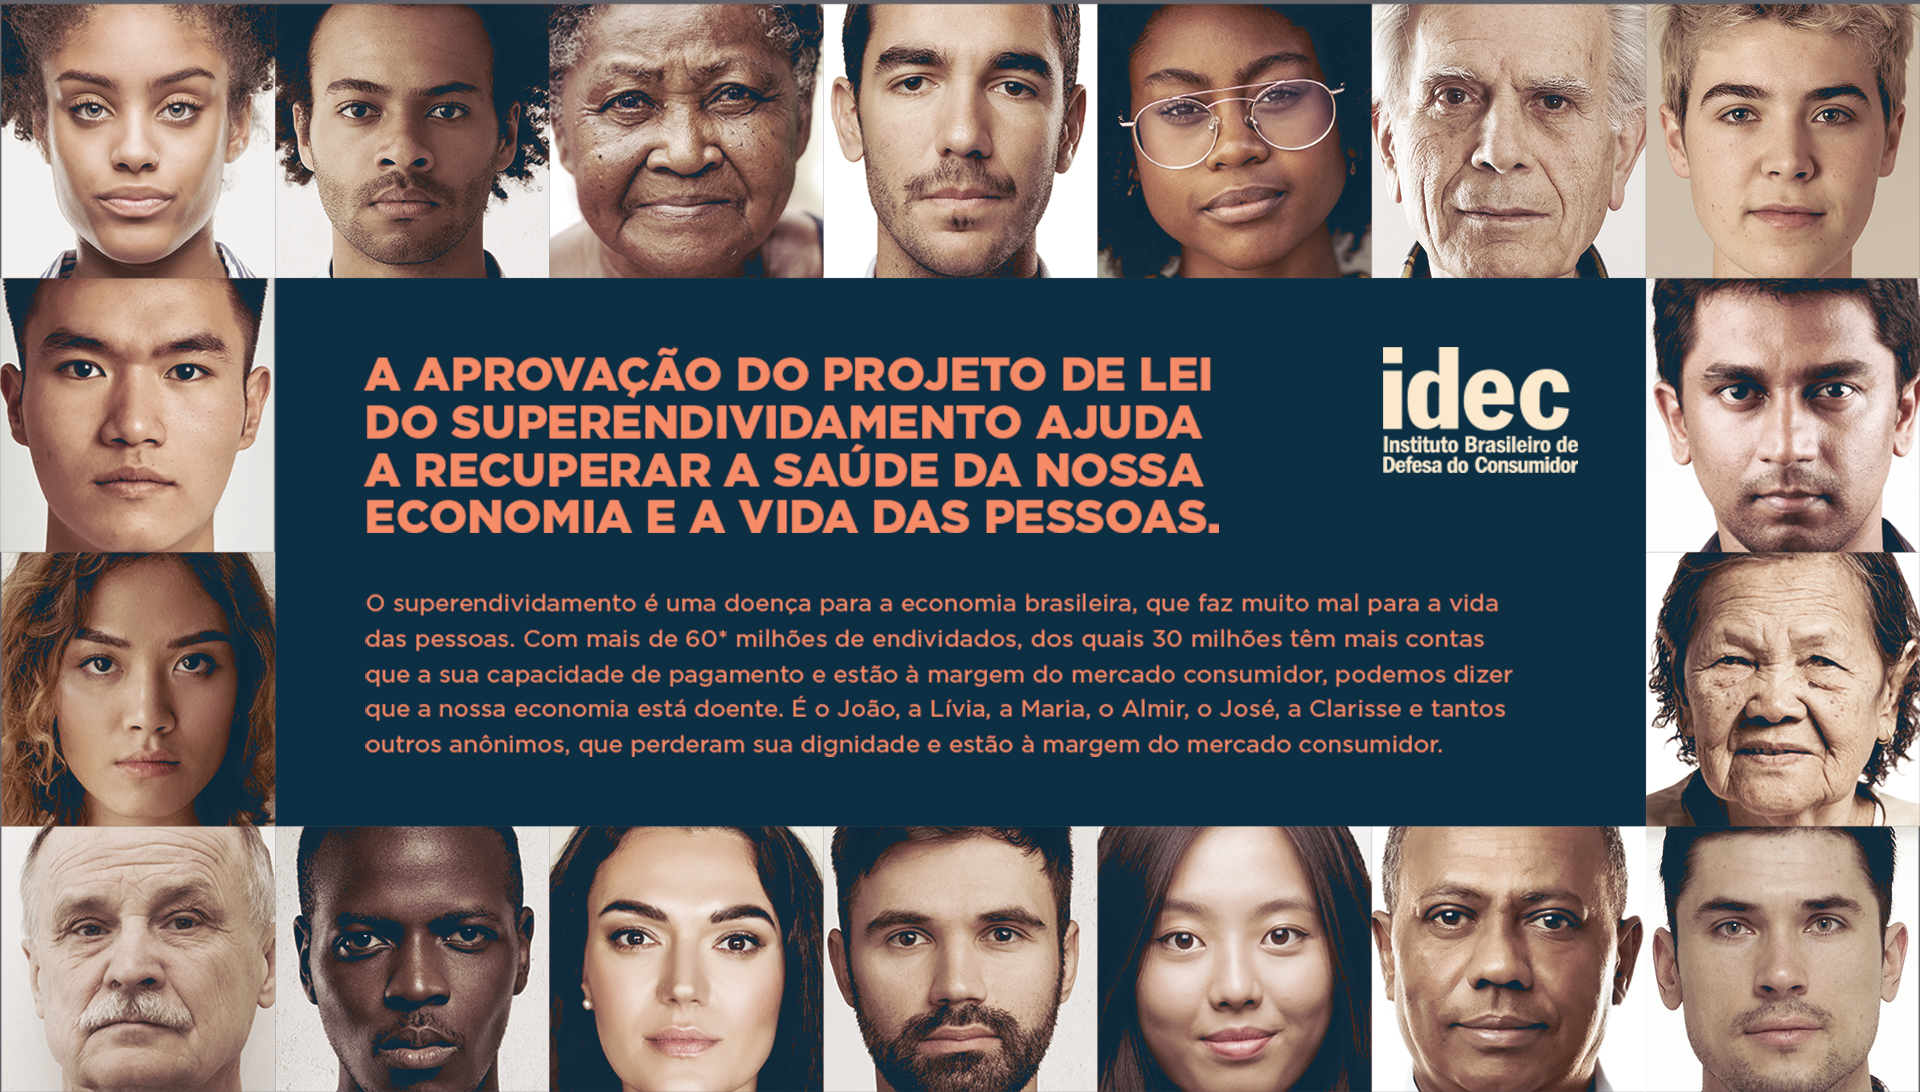 A APROVAÇÃO DO PROJETO DE LEI
DO SUPERENDIVIDAMENTO AJUDA
A RECUPERAR A SAÚDE DA NOSSA
ECONOMIA E A VIDA DAS PESSOAS.
idec
Instituto Brasileiro de
Defesa do Consumidor
O superendividamento é uma doença para a economia brasileira, que faz muito mal para a vida
das pessoas. Com mais de 60* milhões de endividados, dos quais 30 milhões têm mais contas
que a sua capacidade de pagamento e estão à margem do mercado consumidor, podemos dizer
que a nossa economia está doente. É o João, a Lívia, a Maria, o Almir, o José, a Clarisse e tantos
outros anônimos, que perderam sua dignidade e estão à margem do mercado consumidor.